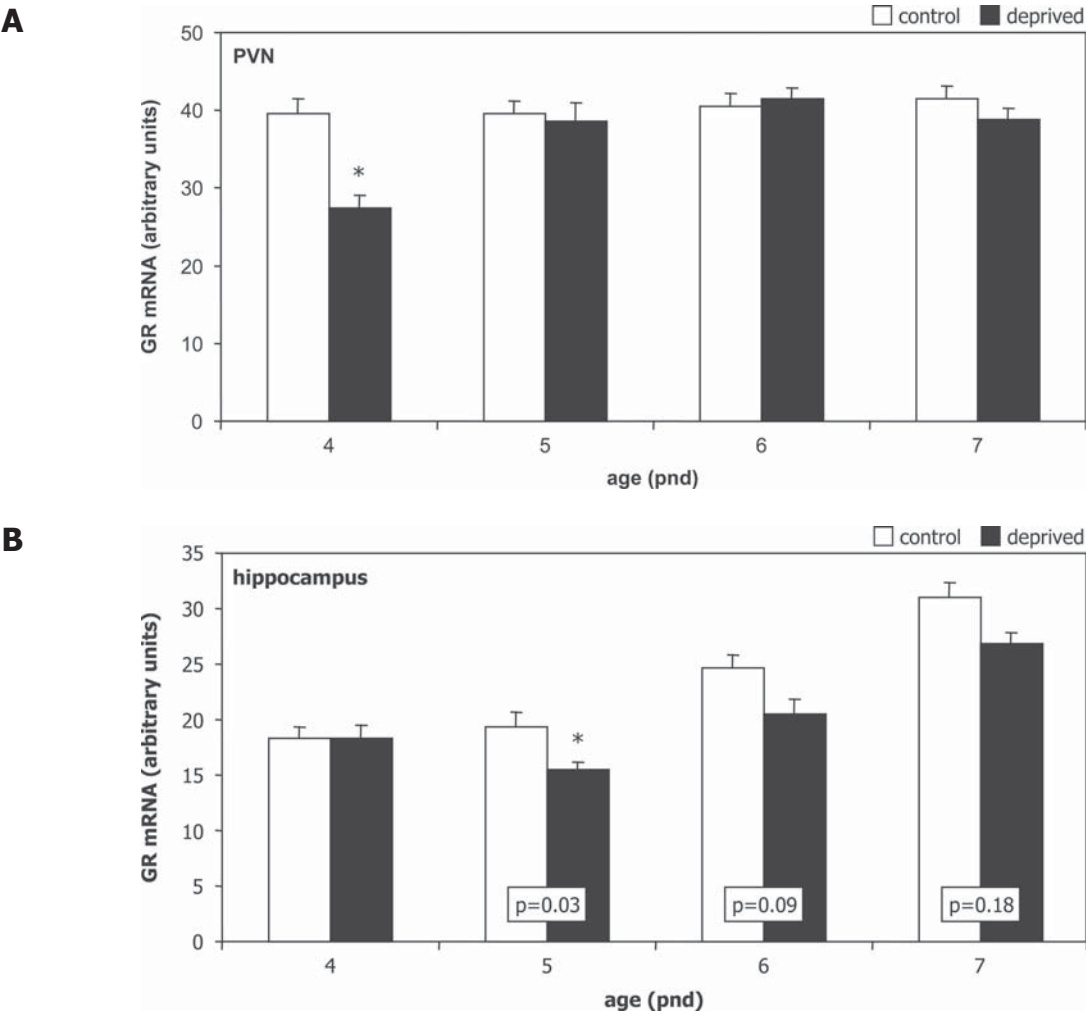 A
control deprived
PVN
GR mRNA (arbitrary units)
50
40
30
20
10
0
*
4 5 6 7
age (pnd)
B
control deprived
hippocampus
GR mRNA (arbitrary units)
35
30
25
20
15
10
5
0
*
p=0.03 p=0.09 p=0.18
4 5 6 7
age (pnd)